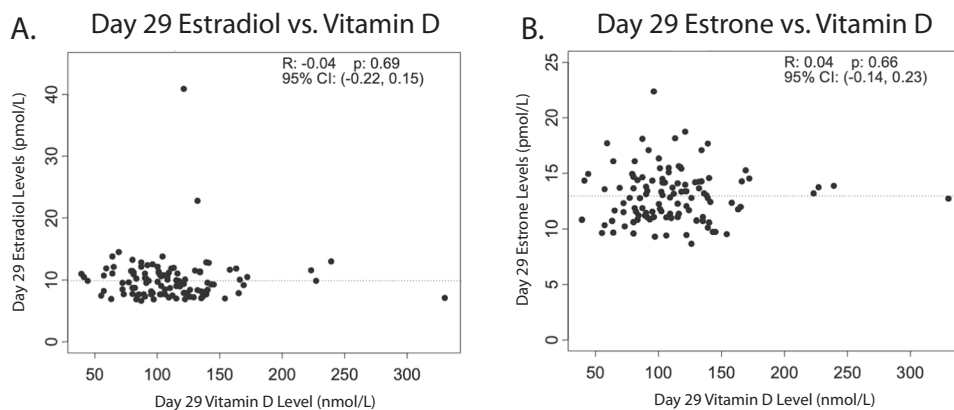 A. Day 29 Estradiol vs. Vitamin D
R: -0.04 p: 0.69
95% CI: (-0.22, 0.15)
Day 29 Estradiol Levels (pmol/L)
40
30
20
10
0
50 100 150 200 250 300
Day 29 Vitamin D Level (nmol/L)
B. Day 29 Estrone vs. Vitamin D
R: 0.04 p: 0.66
95% CI: (-0.14, 0.23)
Day 29 Estrone Levels (pmol/L)
25
20
15
10
5
0
50 100 150 200 250 300
Day 29 Vitamin D Level (nmol/L)